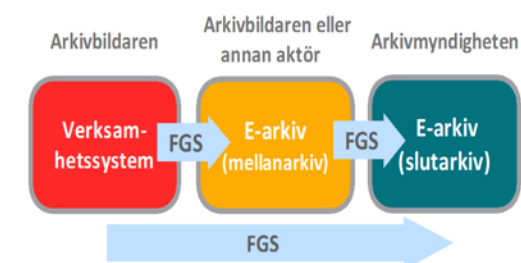 Arkivbildaren
Arkivbildaren eller
annan aktör
Arkivmyndigheten
Verksam-
hetssystem
FGS
E-arkiv
(mellanarkiv)
FGS
E-arkiv
(slutarkiv)
FGS